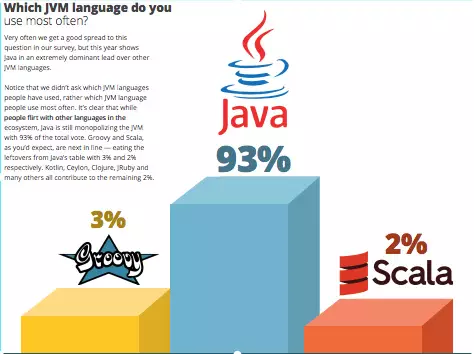 Which JVM language do you
use most often?
Very often we get a good spread to this
question in our survey, but this year shows
Java in an extremely dominant lead over other
JVM languages.
Notice that we didn't ask which JVM languages
people have used, rather which JVM language
people use most often. It's clear that while
people flirt with other languages in the
ecosystem, Java is still monopolizing the JVM
with 93% of the total vote. Groovy and Scala,
as you'd expect, are next in line — eating the
leftovers from Java's table with 3% and 2%
respectively. Kotlin, Ceylon, Clojure, JRuby and
many others all contribute to the remaining 2%.
Java
93%
3%
Groovy
2%
Scala